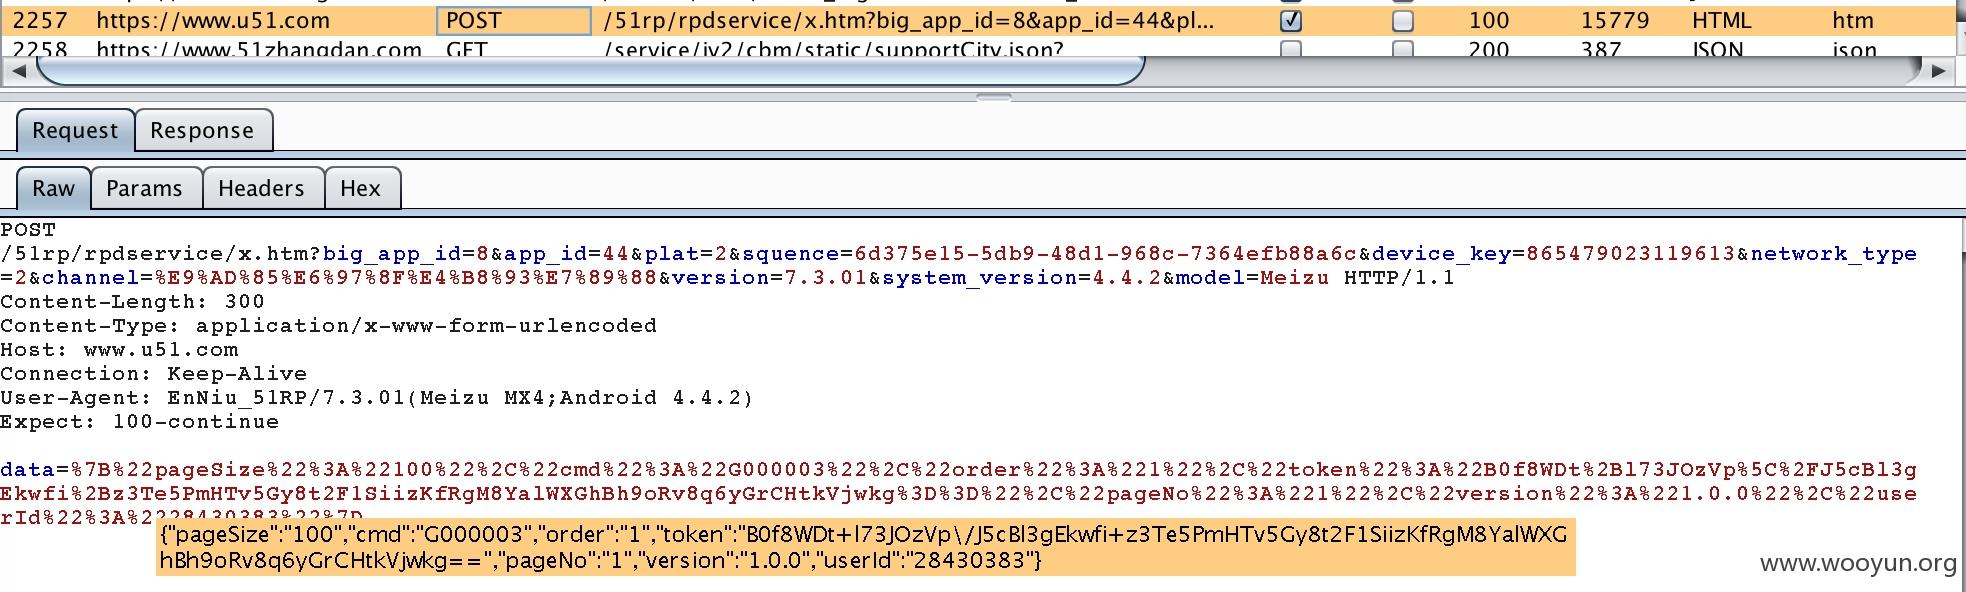 2257 https://www.u51.com POST /51rp/rpdservice/x.htm?big_app_id=8&app_id=44&pl... 100 15779 HTML htm
2258 https://www.51zhangdan.com GET /service/jv2/cbm/static/supportCity.json? 200 387 JSON json
Request Response
Raw Params Headers Hex
POST
/51rp/rpdservice/x.htm?big_app_id=8&app_id=44&plat=2&squence=6d375e15-5db9-48d1-968c-7364efb88a6c&device_key=865479023119613&network_type
=2&channel=%E9%AD%85%E6%97%8F%E4%B8%93%E7%89%88&version=7.3.01&system_version=4.4.2&model=Meizu HTTP/1.1
Content-Length: 300
Content-Type: application/x-www-form-urlencoded
Host: www.u51.com
Connection: Keep-Alive
User-Agent: EnNiu_51RP/7.3.01(Meizu MX4;Android 4.4.2)
Expect: 100-continue
data=%7B%22pageSize%22%3A%22100%22%2C%22cmd%22%3A%22G000003%22%2C%22order%22%3A%221%22%2C%22token%22%3A%22B0f8WDt%2Bl73JOzVp%5C%2FJ5cBl3g
Ekwfi%2Bz3Te5PmHTv5Gy8t2F1SiizKfRgM8YalWXGhBh9oRv8q6yGrCHtkVjwkg%3D%3D%22%2C%22pageNo%22%3A%221%22%2C%22version%22%3A%221.0.0%22%2C%22use
rId%22%3A%2228430383%22%7D
{"pageSize":"100","cmd":"G000003","order":"1","token":"B0f8WDt+l73JOzVp\/J5cBl3gEkwfi+z3Te5PmHTv5Gy8t2F1SiizKfRgM8YalWXG
hBh9oRv8q6yGrCHtkVjwkg==","pageNo":"1","version":"1.0.0","userId":"28430383"}
www.wooyun.org